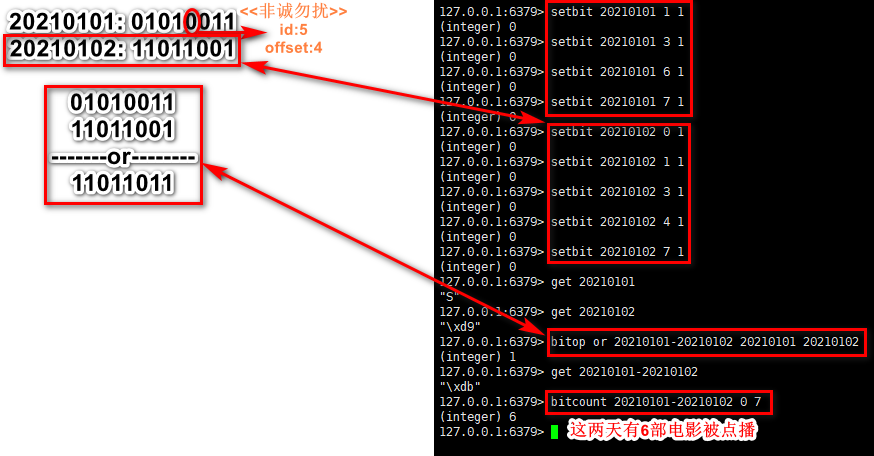 <<非诚勿扰>>
20210101: 01010011
id:5
20210102: 11011001
offset:4
01010011
11011001
-------or--------
11011011
127.0.0.1:6379> setbit 20210101 1 1
(integer) 0
127.0.0.1:6379> setbit 20210101 3 1
(integer) 0
127.0.0.1:6379> setbit 20210101 6 1
(integer) 0
127.0.0.1:6379> setbit 20210101 7 1
(integer) 0
127.0.0.1:6379> setbit 20210102 0 1
(integer) 0
127.0.0.1:6379> setbit 20210102 1 1
(integer) 0
127.0.0.1:6379> setbit 20210102 3 1
(integer) 0
127.0.0.1:6379> setbit 20210102 4 1
(integer) 0
127.0.0.1:6379> setbit 20210102 7 1
(integer) 0
127.0.0.1:6379> get 20210101
"S"
127.0.0.1:6379> get 20210102
"\xd9"
127.0.0.1:6379> bitop or 20210101-20210102 20210101 20210102
(integer) 1
127.0.0.1:6379> get 20210101-20210102
"\xdb"
127.0.0.1:6379> bitcount 20210101-20210102 0 7
(integer) 6
127.0.0.1:6379> 这两天有6部电影被点播